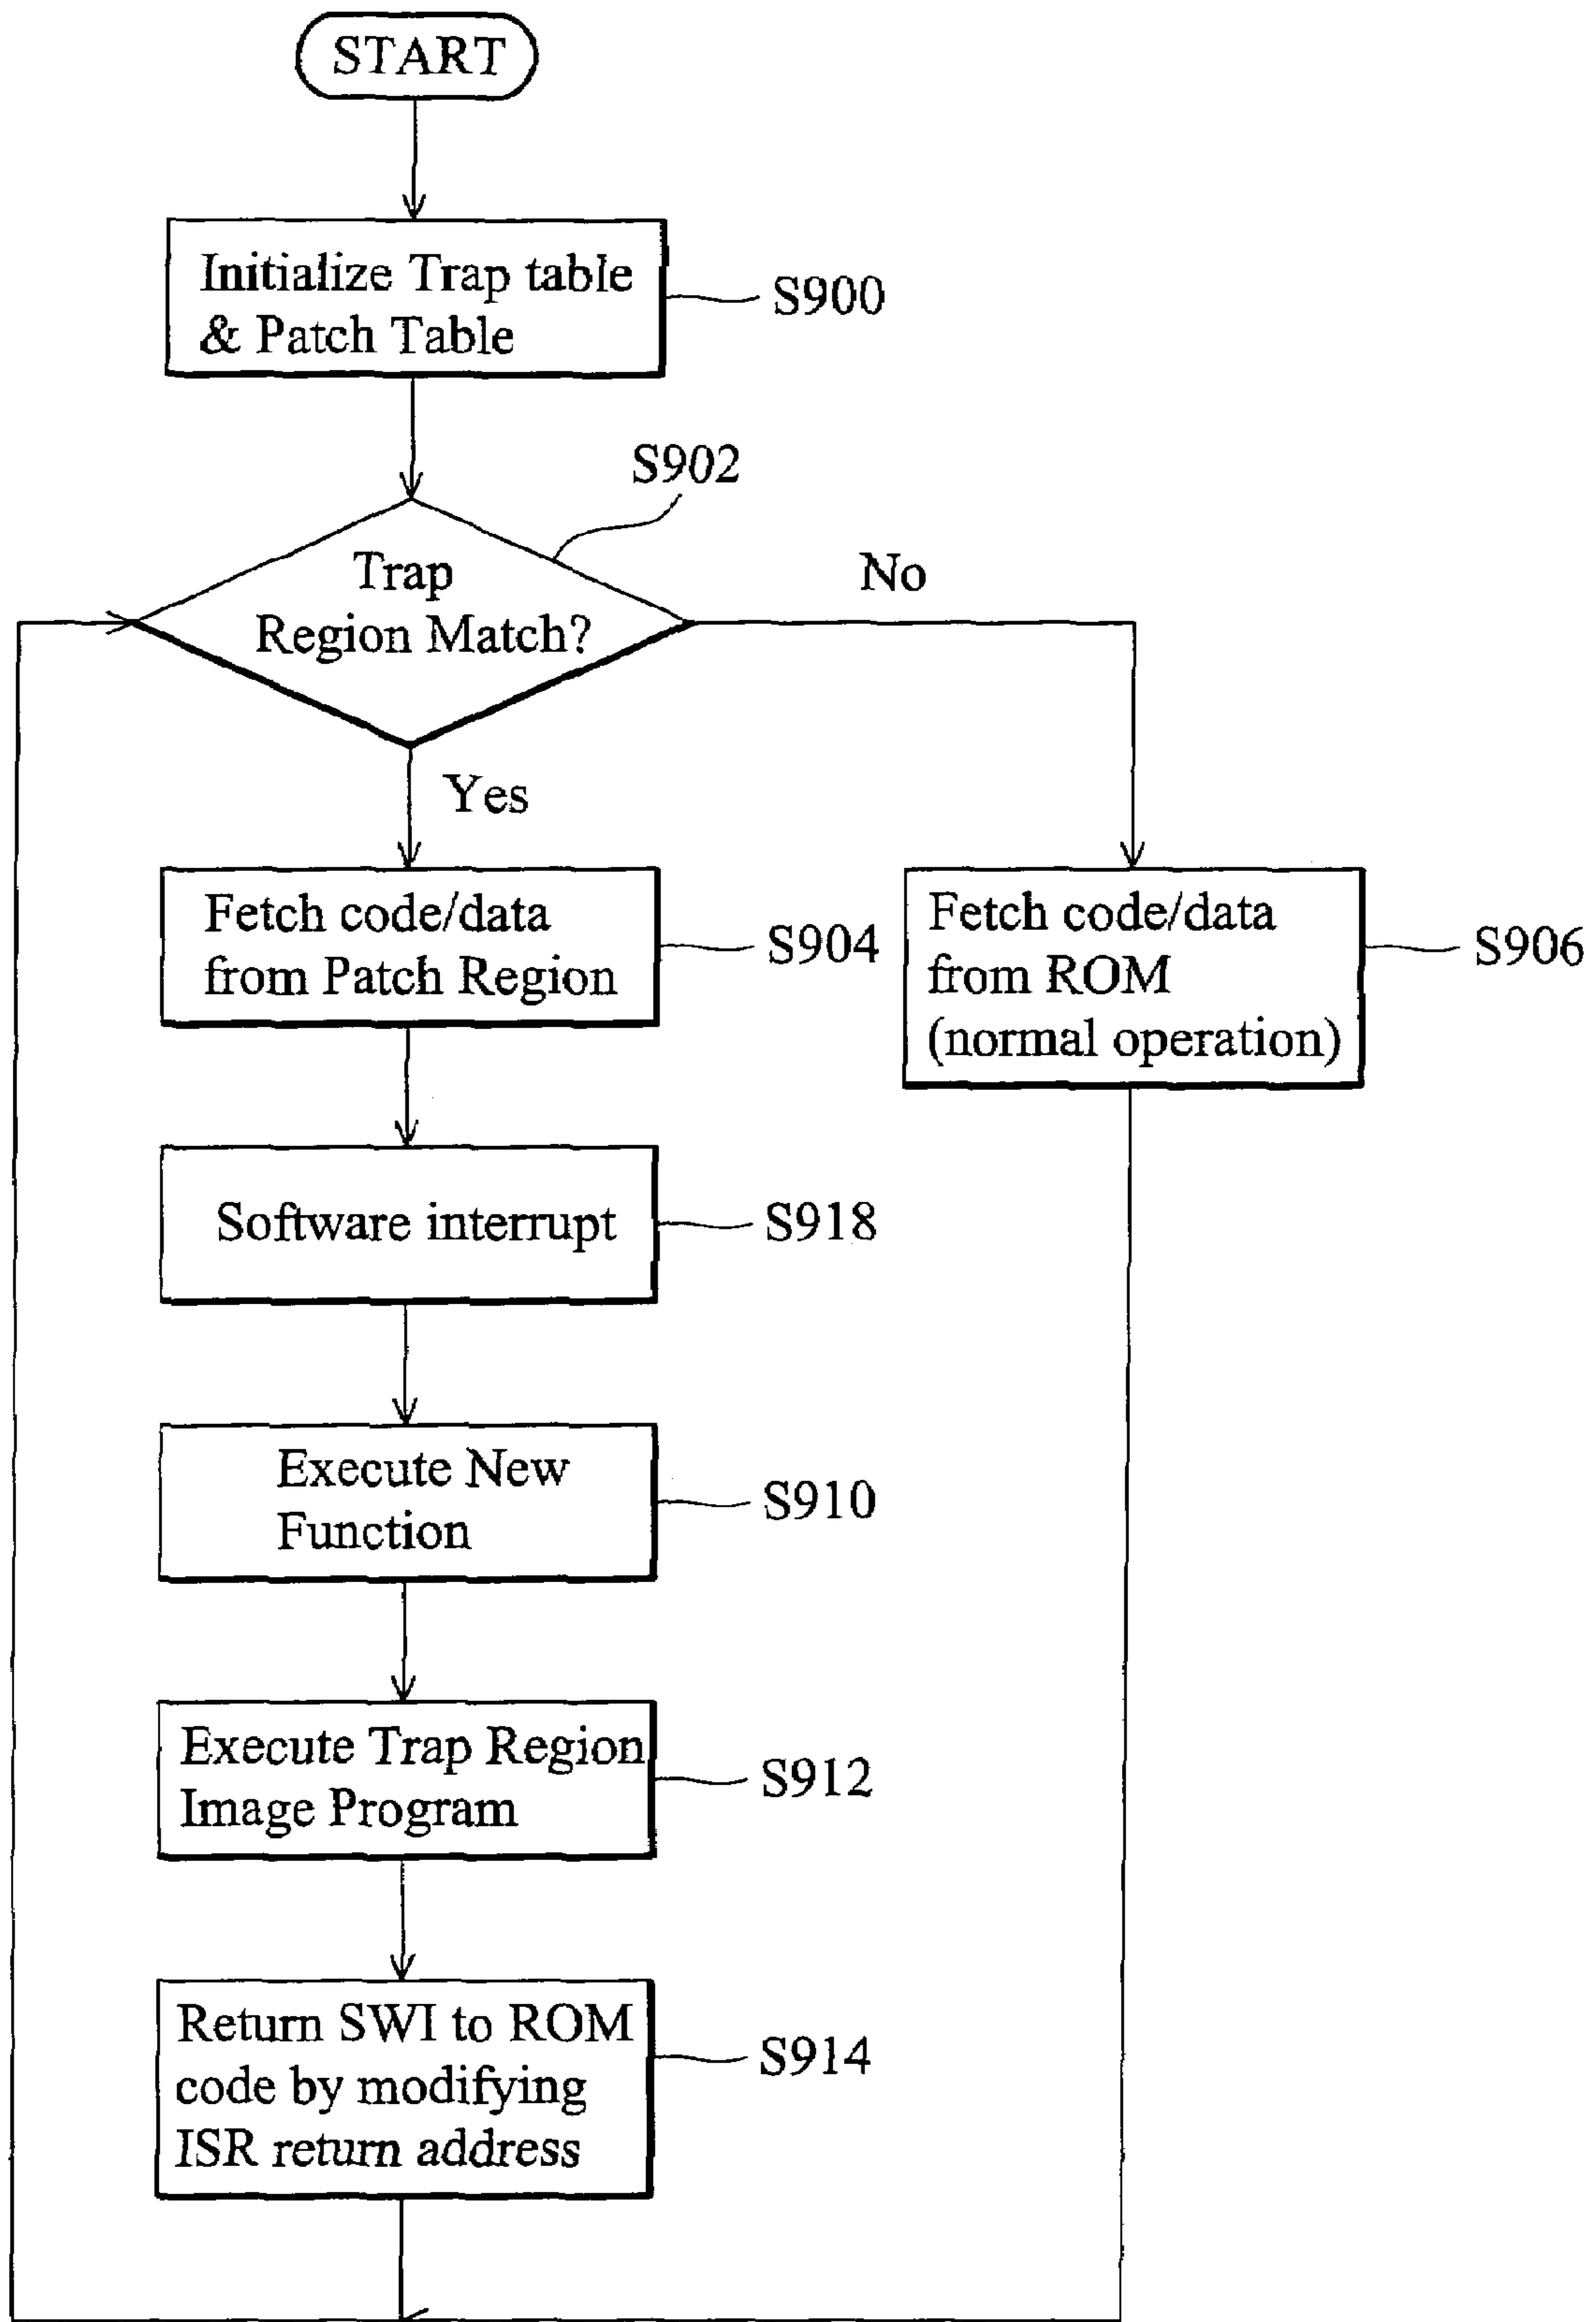 START
Initialize Trap table
& Patch Table
S900
S902
Trap
Region Match?
No
Yes
Fetch code/data
from Patch Region
S904
Fetch code/data
from ROM
(normal operation)
S906
Software interrupt
S918
Execute New
Function
S910
Execute Trap Region
Image Program
S912
Return SWI to ROM
code by modifying
ISR return address
S914